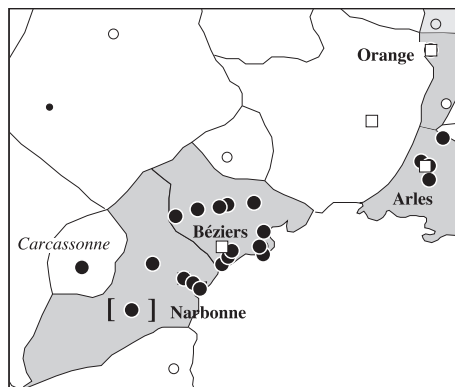 Orange
Arles
Béziers
Carcassonne
[ ] Narbonne